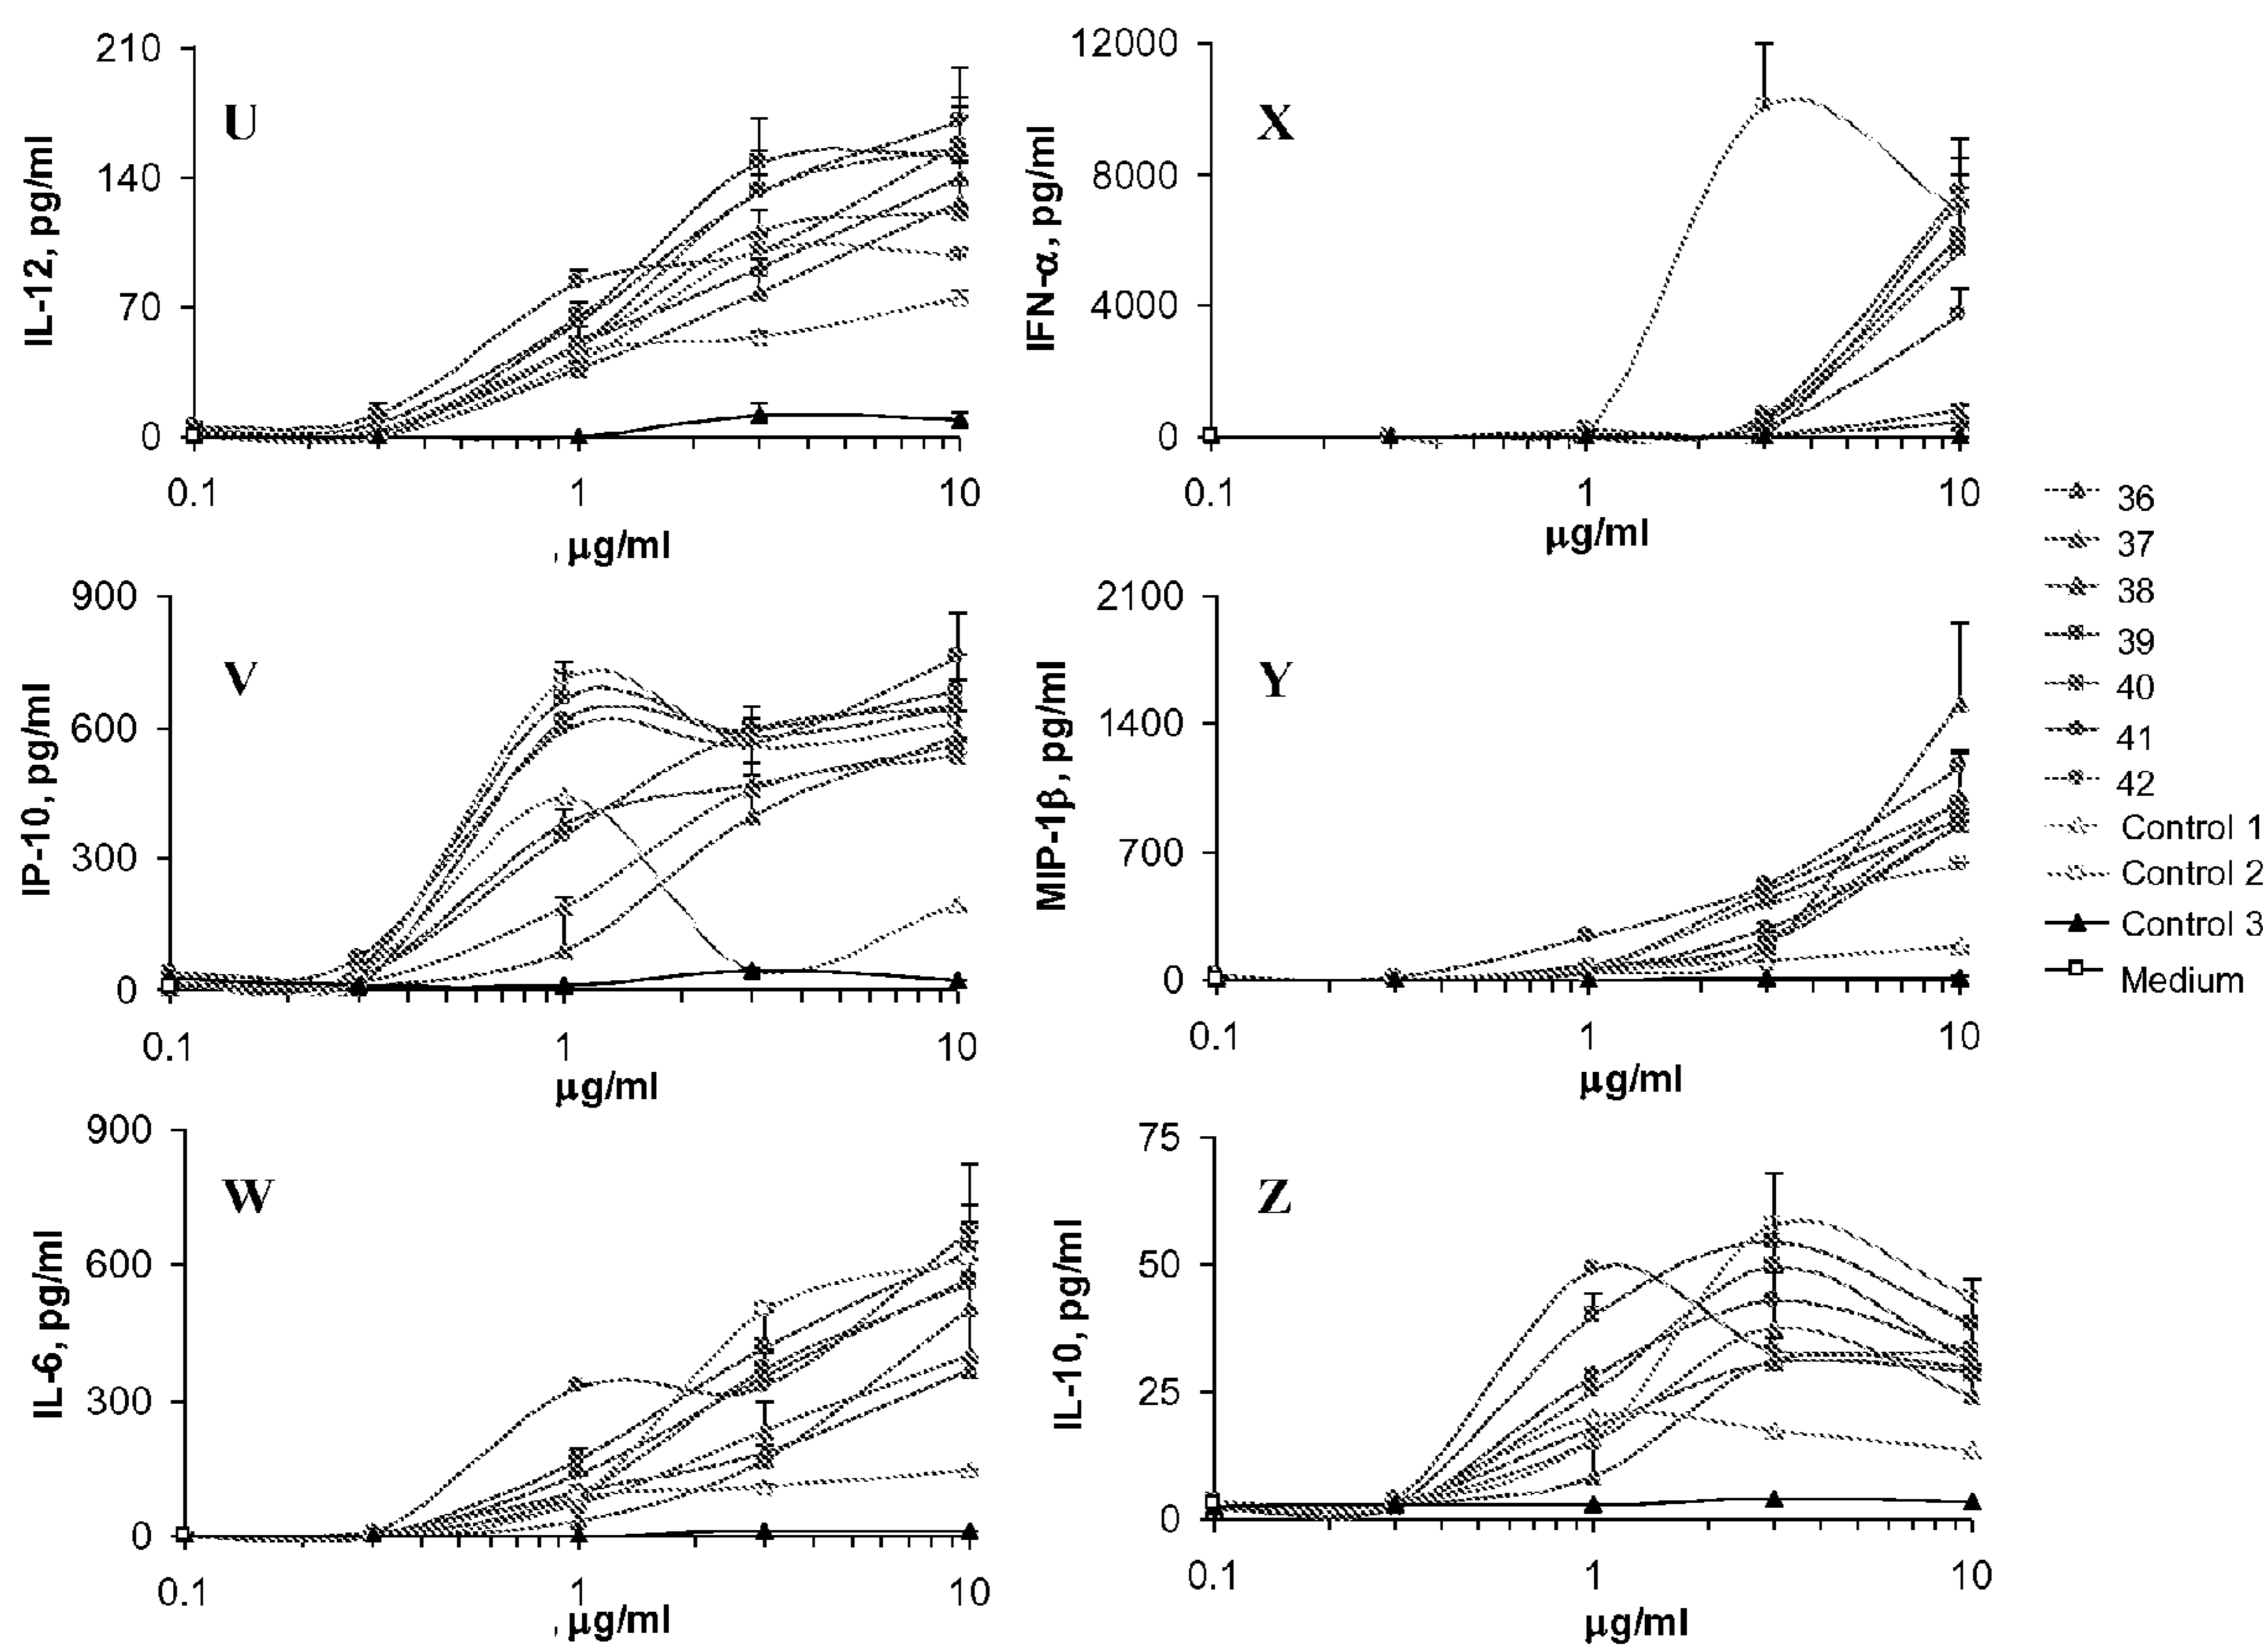 U
IL-12, pg/ml
210
140
70
0
0.1
1
10
, μg/ml
X
IFN-α, pg/ml
12000
8000
4000
0
0.1
1
10
μg/ml
V
IP-10, pg/ml
900
600
300
0
0.1
1
10
μg/ml
Y
MIP-1β, pg/ml
2100
1400
700
0
0.1
1
10
μg/ml
W
IL-6, pg/ml
900
600
300
0
0.1
1
10
, μg/ml
Z
IL-10, pg/ml
75
50
25
0
0.1
1
10
μg/ml
36
37
38
39
40
41
42
Control 1
Control 2
Control 3
Medium